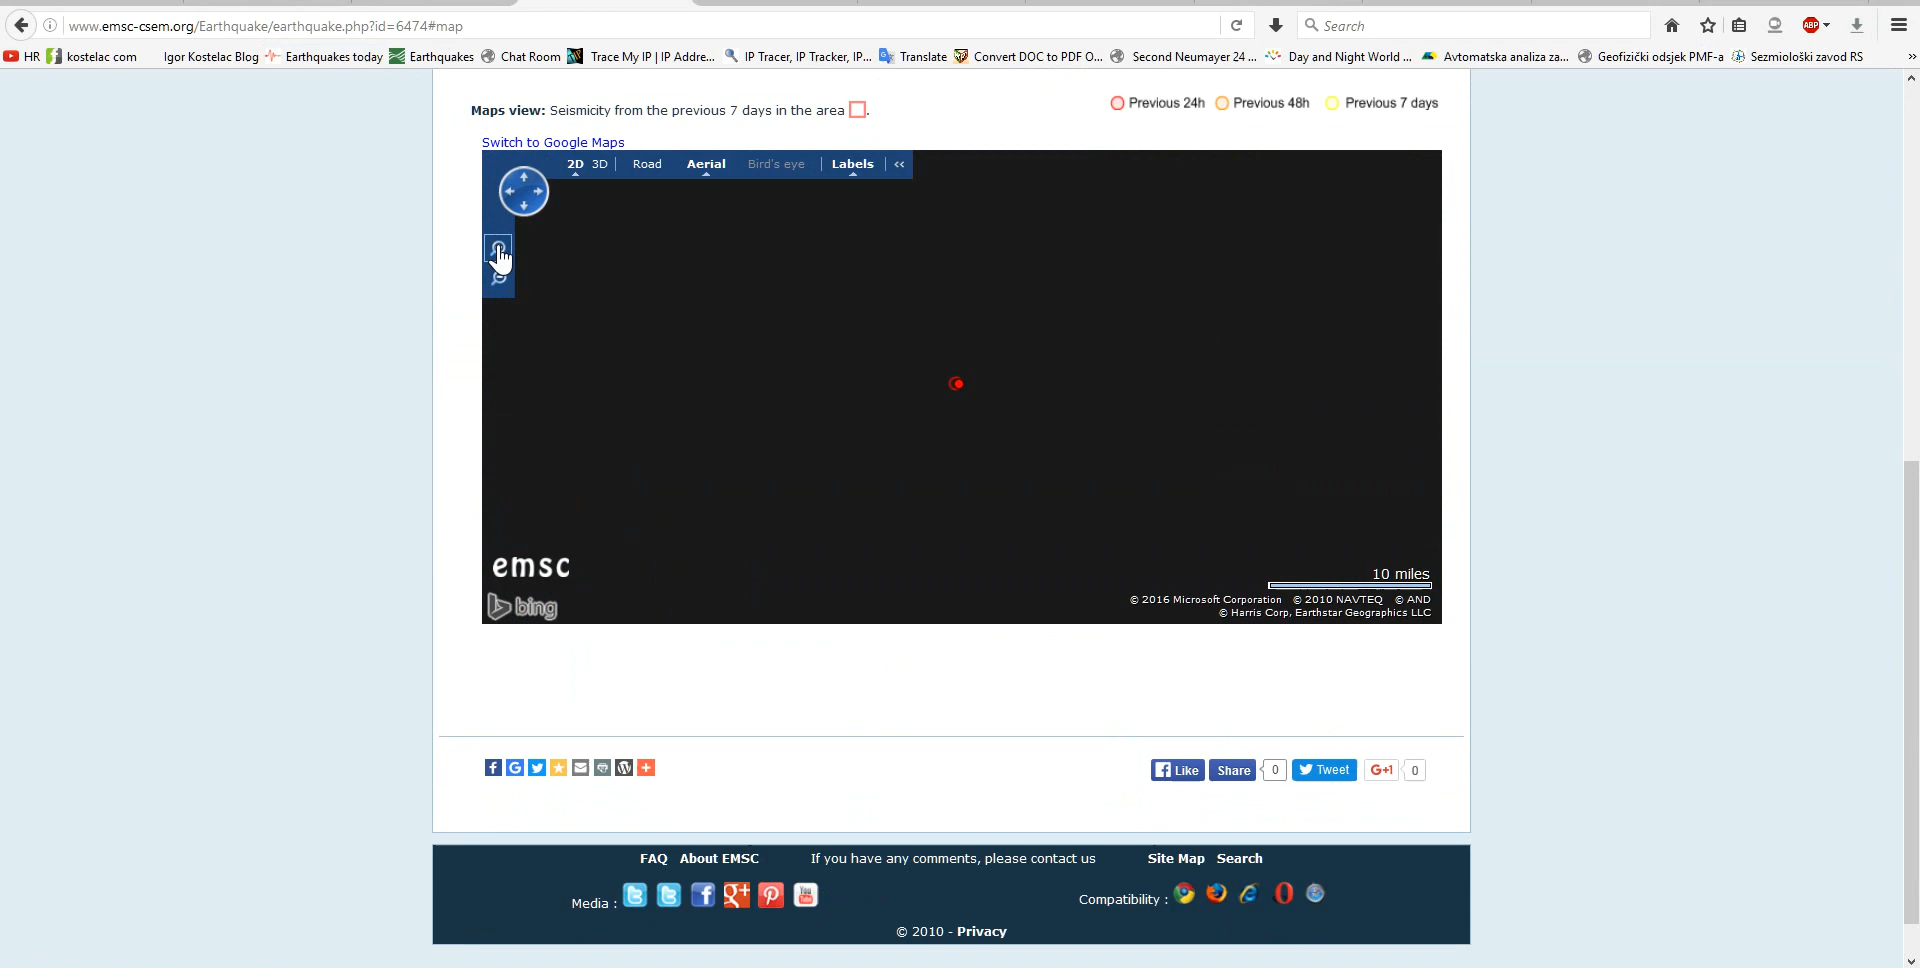 www.emsc-csem.org/Earthquake/earthquake.php?id=6474#map
Search
ABP
HR
kostelac com
Igor Kostelac Blog
Earthquakes today
Earthquakes
Chat Room
Trace My IP | IP Addre...
IP Tracer, IP Tracker, IP...
Translate
Convert DOC to PDF O...
Second Neumayer 24 ...
Day and Night World ...
Avtomatska analiza za...
Geofizički odsjek PMF-a
Sezmiološki zavod RS
»
Maps view: Seismicity from the previous 7 days in the area .
Previous 24h Previous 48h Previous 7 days
Switch to Google Maps
2D 3D | Road Aerial Bird's eye | Labels | <<
emsc
bing
10 miles
© 2016 Microsoft Corporation © 2010 NAVTEQ © AND
© Harris Corp, Earthstar Geographics LLC
Like Share 0 Tweet G+1 0
FAQ About EMSC If you have any comments, please contact us Site Map Search
Media :
You Tube
Compatibility :
© 2010 - Privacy